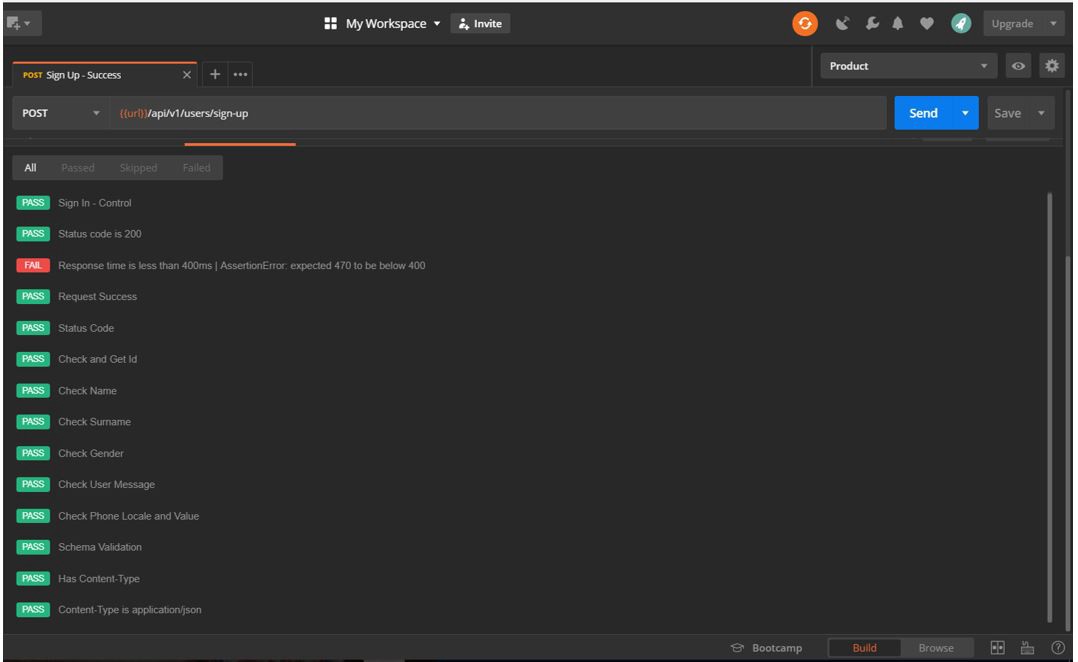 My Workspace
Invite
Upgrade
POST Sign Up - Success
Product
POST
{{url}}/api/v1/users/sign-up
Send
Save
All
Passed
Skipped
Failed
PASS Sign In - Control
PASS Status code is 200
FAIL Response time is less than 400ms | AssertionError: expected 470 to be below 400
PASS Request Success
PASS Status Code
PASS Check and Get Id
PASS Check Name
PASS Check Surname
PASS Check Gender
PASS Check User Message
PASS Check Phone Locale and Value
PASS Schema Validation
PASS Has Content-Type
PASS Content-Type is application/json
Bootcamp
Build
Browse